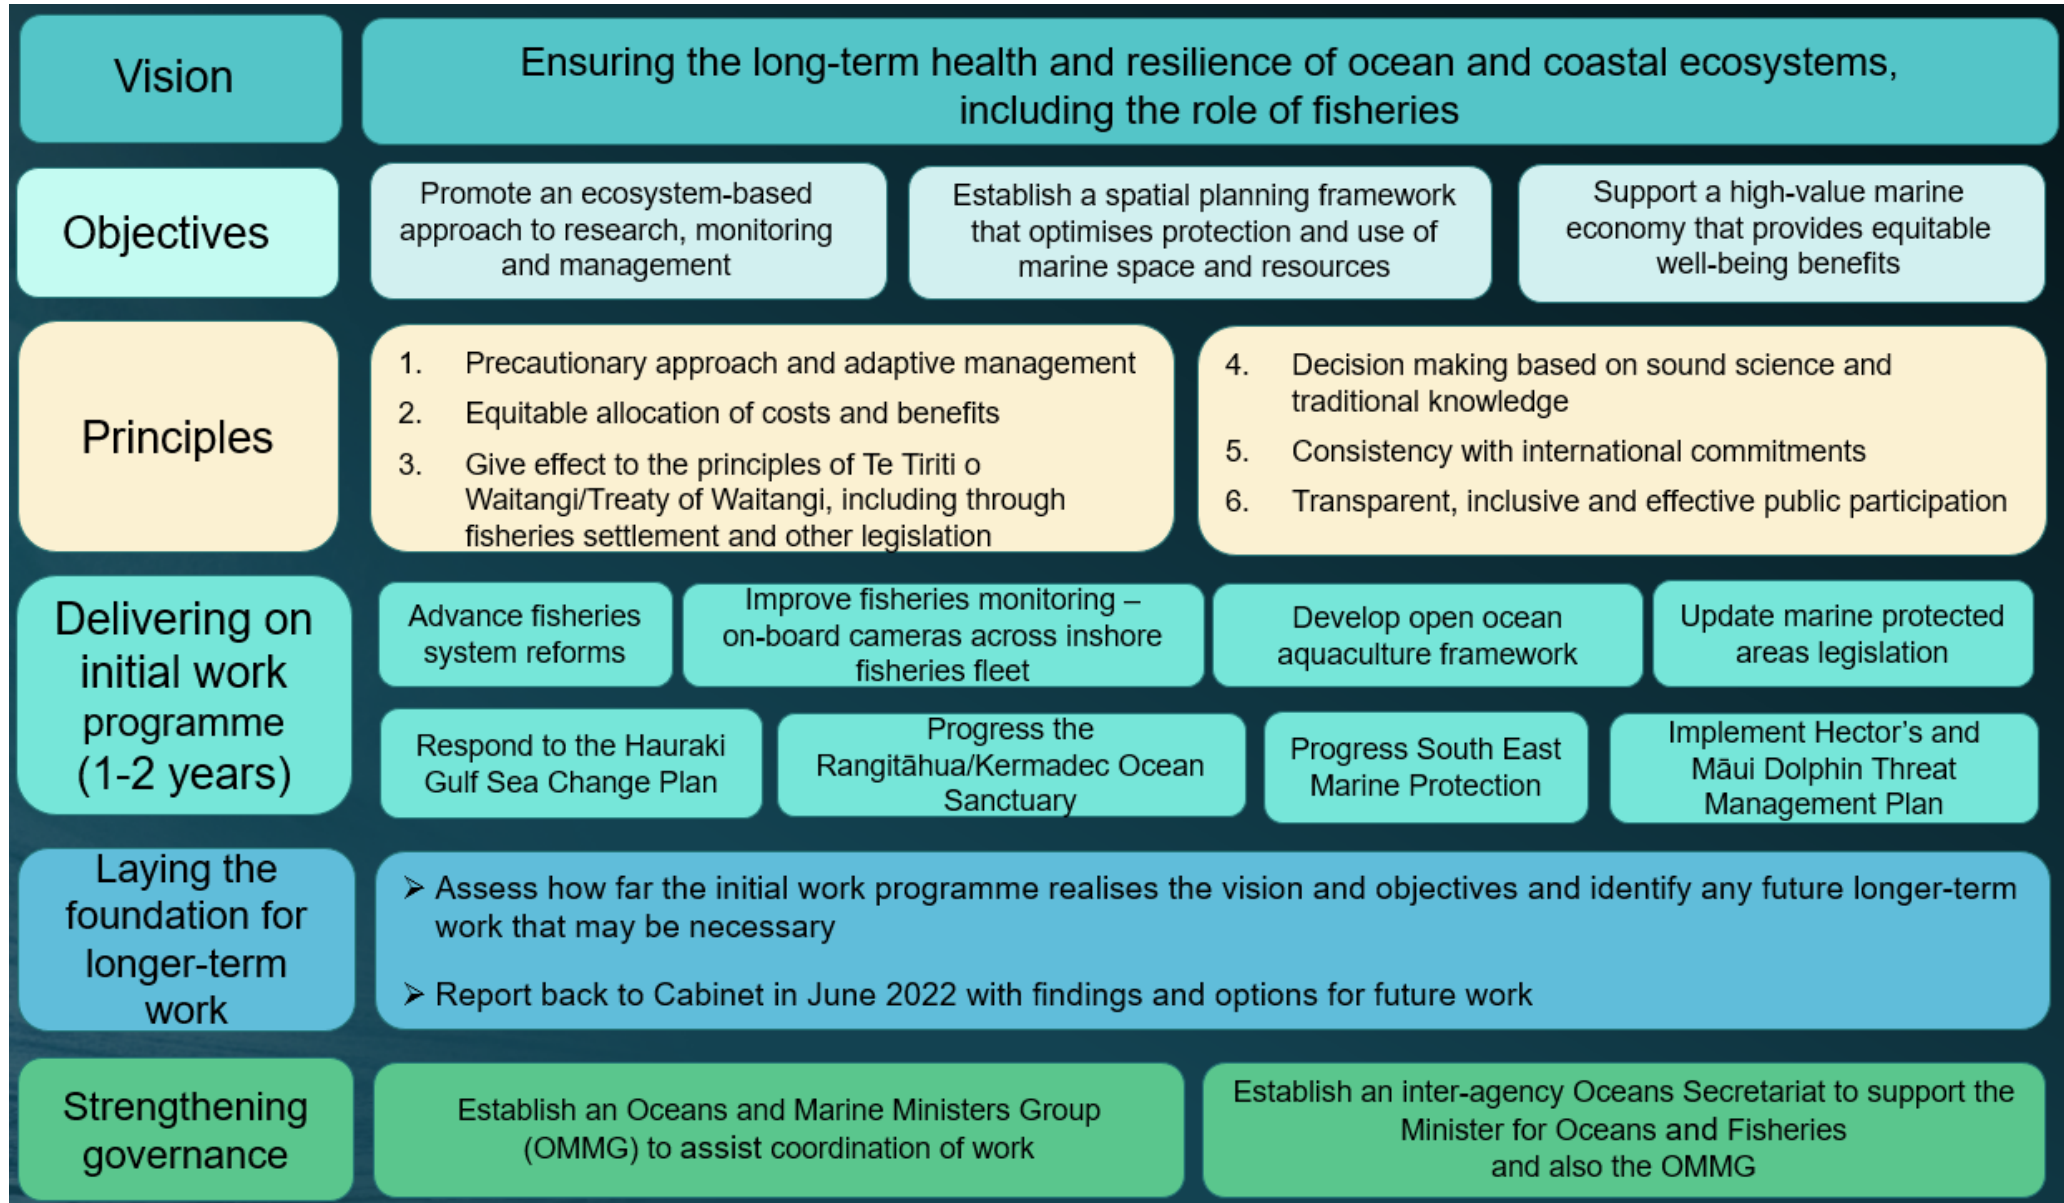 Vision
Ensuring the long-term health and resilience of ocean and coastal ecosystems,
including the role of fisheries
Objectives
Promote an ecosystem-based
approach to research, monitoring
and management
Establish a spatial planning framework
that optimises protection and use of
marine space and resources
Support a high-value marine
economy that provides equitable
well-being benefits
Principles
1. Precautionary approach and adaptive management
2. Equitable allocation of costs and benefits
3. Give effect to the principles of Te Tiriti o
Waitangi/Treaty of Waitangi, including through
fisheries settlement and other legislation
4. Decision making based on sound science and
traditional knowledge
5. Consistency with international commitments
6. Transparent, inclusive and effective public participation
Delivering on
initial work
programme
(1-2 years)
Advance fisheries
system reforms
Improve fisheries monitoring –
on-board cameras across inshore
fisheries fleet
Develop open ocean
aquaculture framework
Update marine protected
areas legislation
Respond to the Hauraki
Gulf Sea Change Plan
Progress the
Rangitāhua/Kermadec Ocean
Sanctuary
Progress South East
Marine Protection
Implement Hector’s and
Māui Dolphin Threat
Management Plan
Laying the
foundation for
longer-term
work
➢ Assess how far the initial work programme realises the vision and objectives and identify any future longer-term
work that may be necessary
➢ Report back to Cabinet in June 2022 with findings and options for future work
Strengthening
governance
Establish an Oceans and Marine Ministers Group
(OMMG) to assist coordination of work
Establish an inter-agency Oceans Secretariat to support the
Minister for Oceans and Fisheries
and also the OMMG